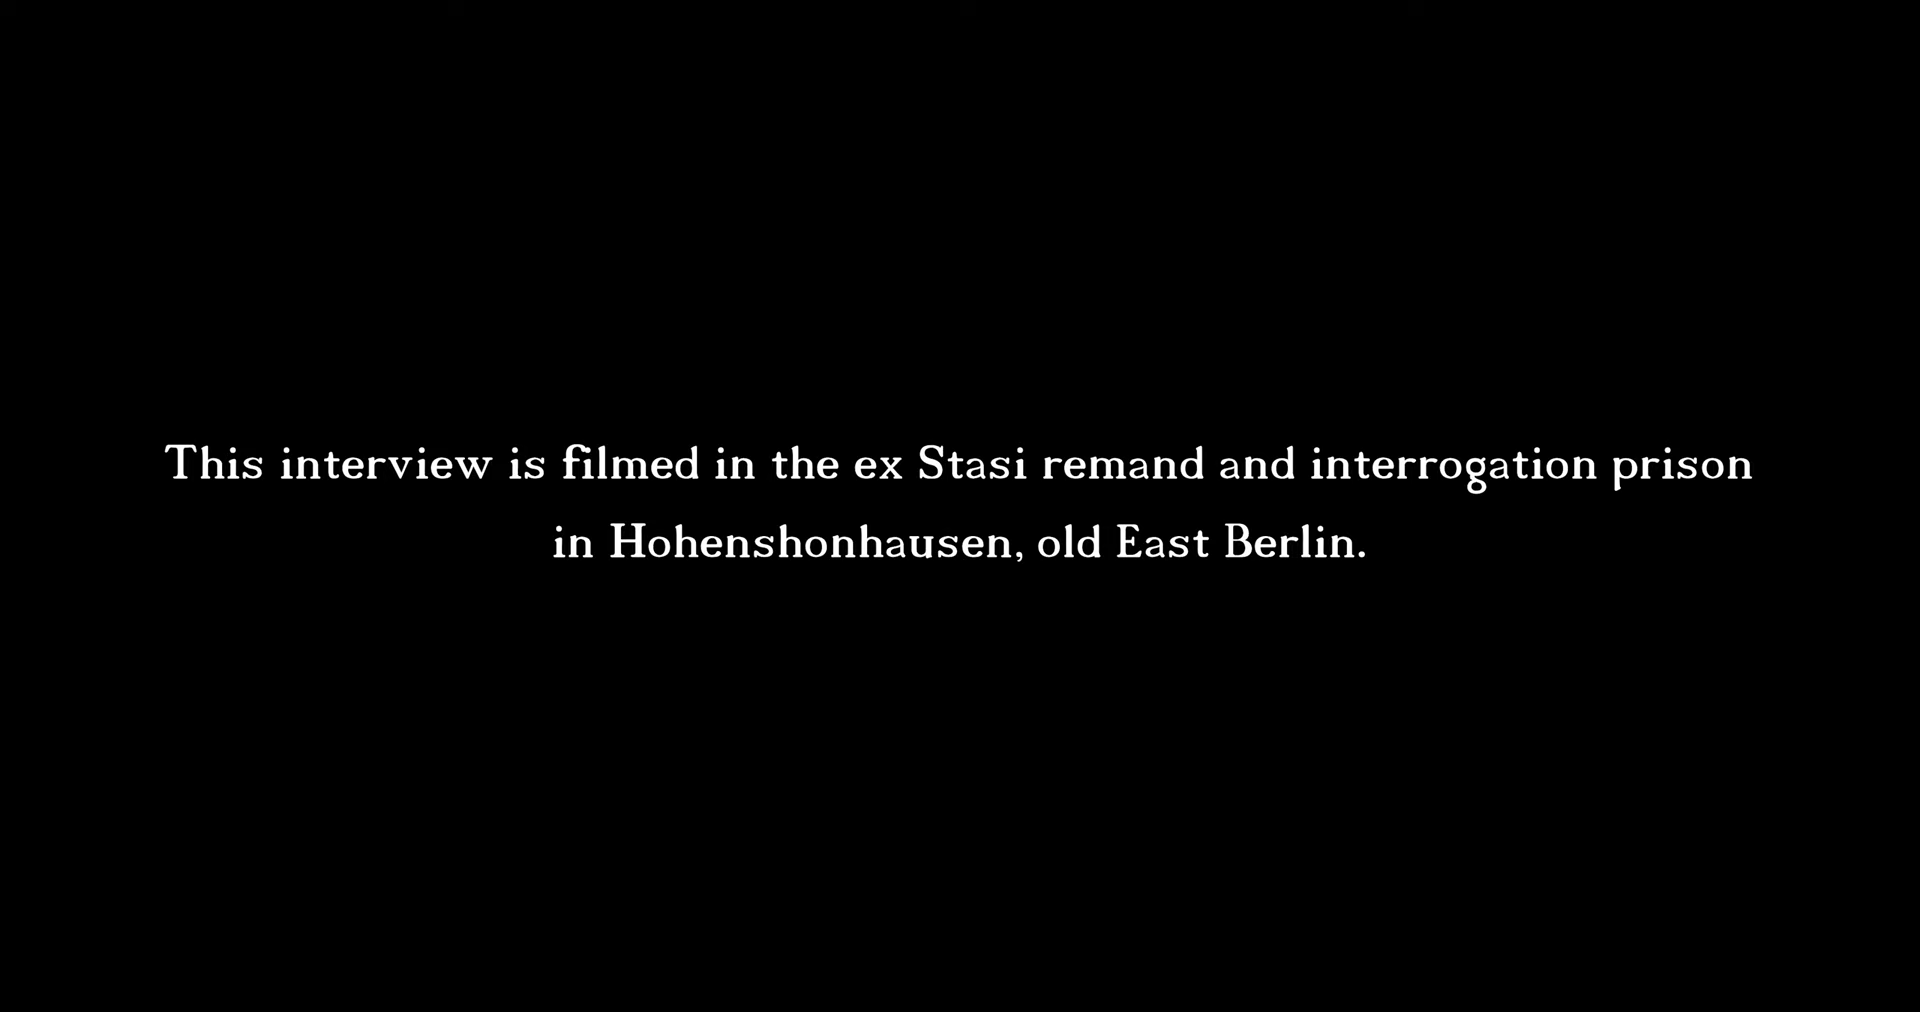 This interview is filmed in the ex Stasi remand and interrogation prison
in Hohenshonhausen, old East Berlin.